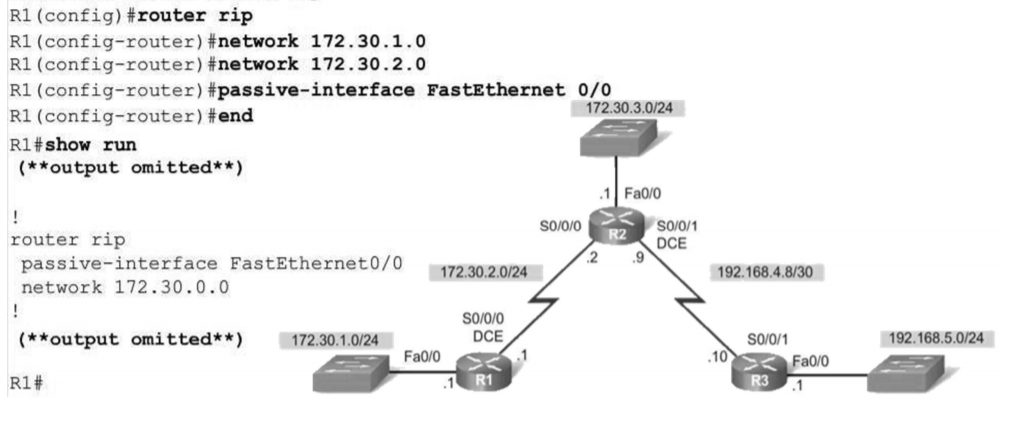 R1(config)#router rip
R1(config-router)#network 172.30.1.0
R1(config-router)#network 172.30.2.0
R1(config-router)#passive-interface FastEthernet 0/0
R1(config-router)#end
R1#show run
(**output omitted**)
!
router rip
passive-interface FastEthernet0/0
network 172.30.0.0
!
(**output omitted**)
R1#
172.30.3.0/24
.1 Fa0/0
S0/0/0
R2
S0/0/1
DCE
.2
.9
172.30.2.0/24
192.168.4.8/30
S0/0/0
DCE
172.30.1.0/24
Fa0/0
.1
R1
.1
S0/0/1
192.168.5.0/24
.10
Fa0/0
R3
.1